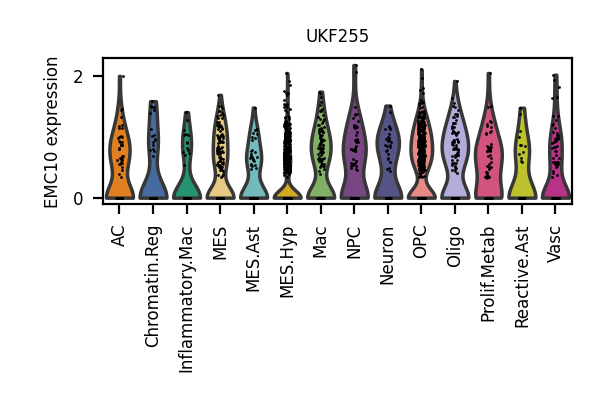 UKF255
EMC10 expression
2
0
AC
Chromatin.Reg
Inflammatory.Mac
MES
MES.Ast
MES.Hyp
Mac
NPC
Neuron
OPC
Oligo
Prolif.Metab
Reactive.Ast
Vasc